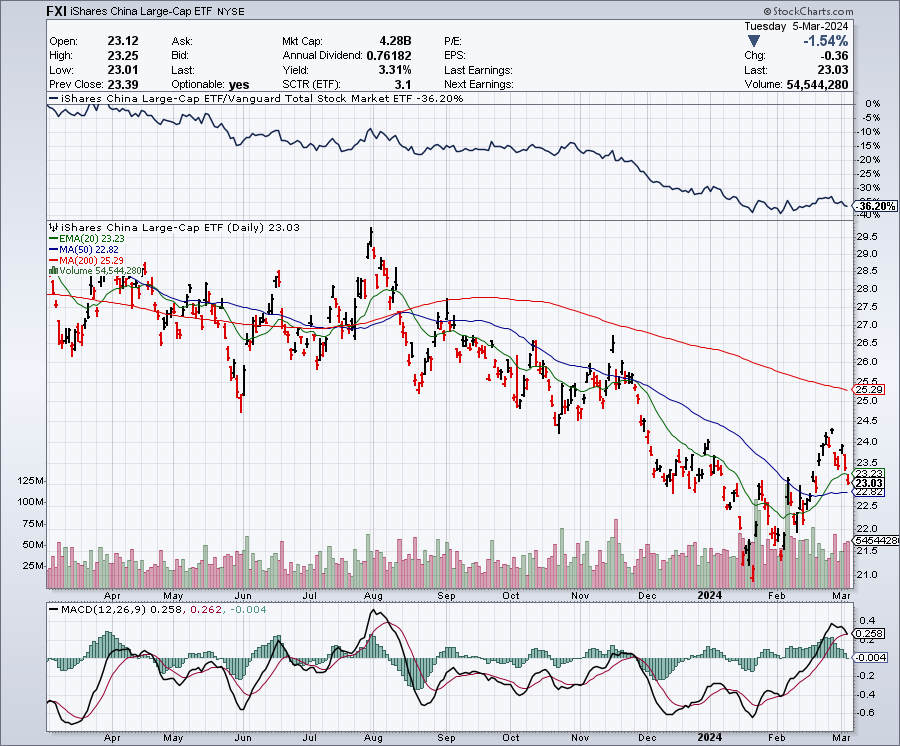 FXI iShares China Large-Cap ETF NYSE
@StockCharts.com
Tuesday 5-Mar-2024
Open: 23.12 Ask: Mkt Cap: 4.28B P/E: -1.54%
High: 23.25 Bid: Annual Dividend: 0.76182 EPS: Chg: -0.36
Low: 23.01 Last: Yield: 3.31% Last Earnings: Last: 23.03
Prev Close: 23.39 Optionable: yes SCTR (ETF): 3.1 Next Earnings: Volume: 54,544,280
iShares China Large-Cap ETF/Vanguard Total Stock Market ETF -36.20%
0%
-5%
-10%
-15%
-20%
-25%
-30%
-36.20%
-40%
iShares China Large-Cap ETF (Daily) 23.03
EMA(20) 23.23
MA(50) 22.82
MA(200) 25.29
Volume 54,544,280
29.5
29.0
28.5
28.0
27.5
27.0
26.5
26.0
25.5
25.29
25.0
24.5
24.0
23.5
23.23
23.03
22.82
22.5
22.0
54544280
21.5
21.0
125M
100M
75M
50M
25M
Apr May Jun Jul Aug Sep Oct Nov Dec 2024 Feb Mar
MACD(12,26,9) 0.258, 0.262, -0.004
0.4
0.258
0.2
-0.004
-0.2
-0.4
-0.6
Apr May Jun Jul Aug Sep Oct Nov Dec 2024 Feb Mar